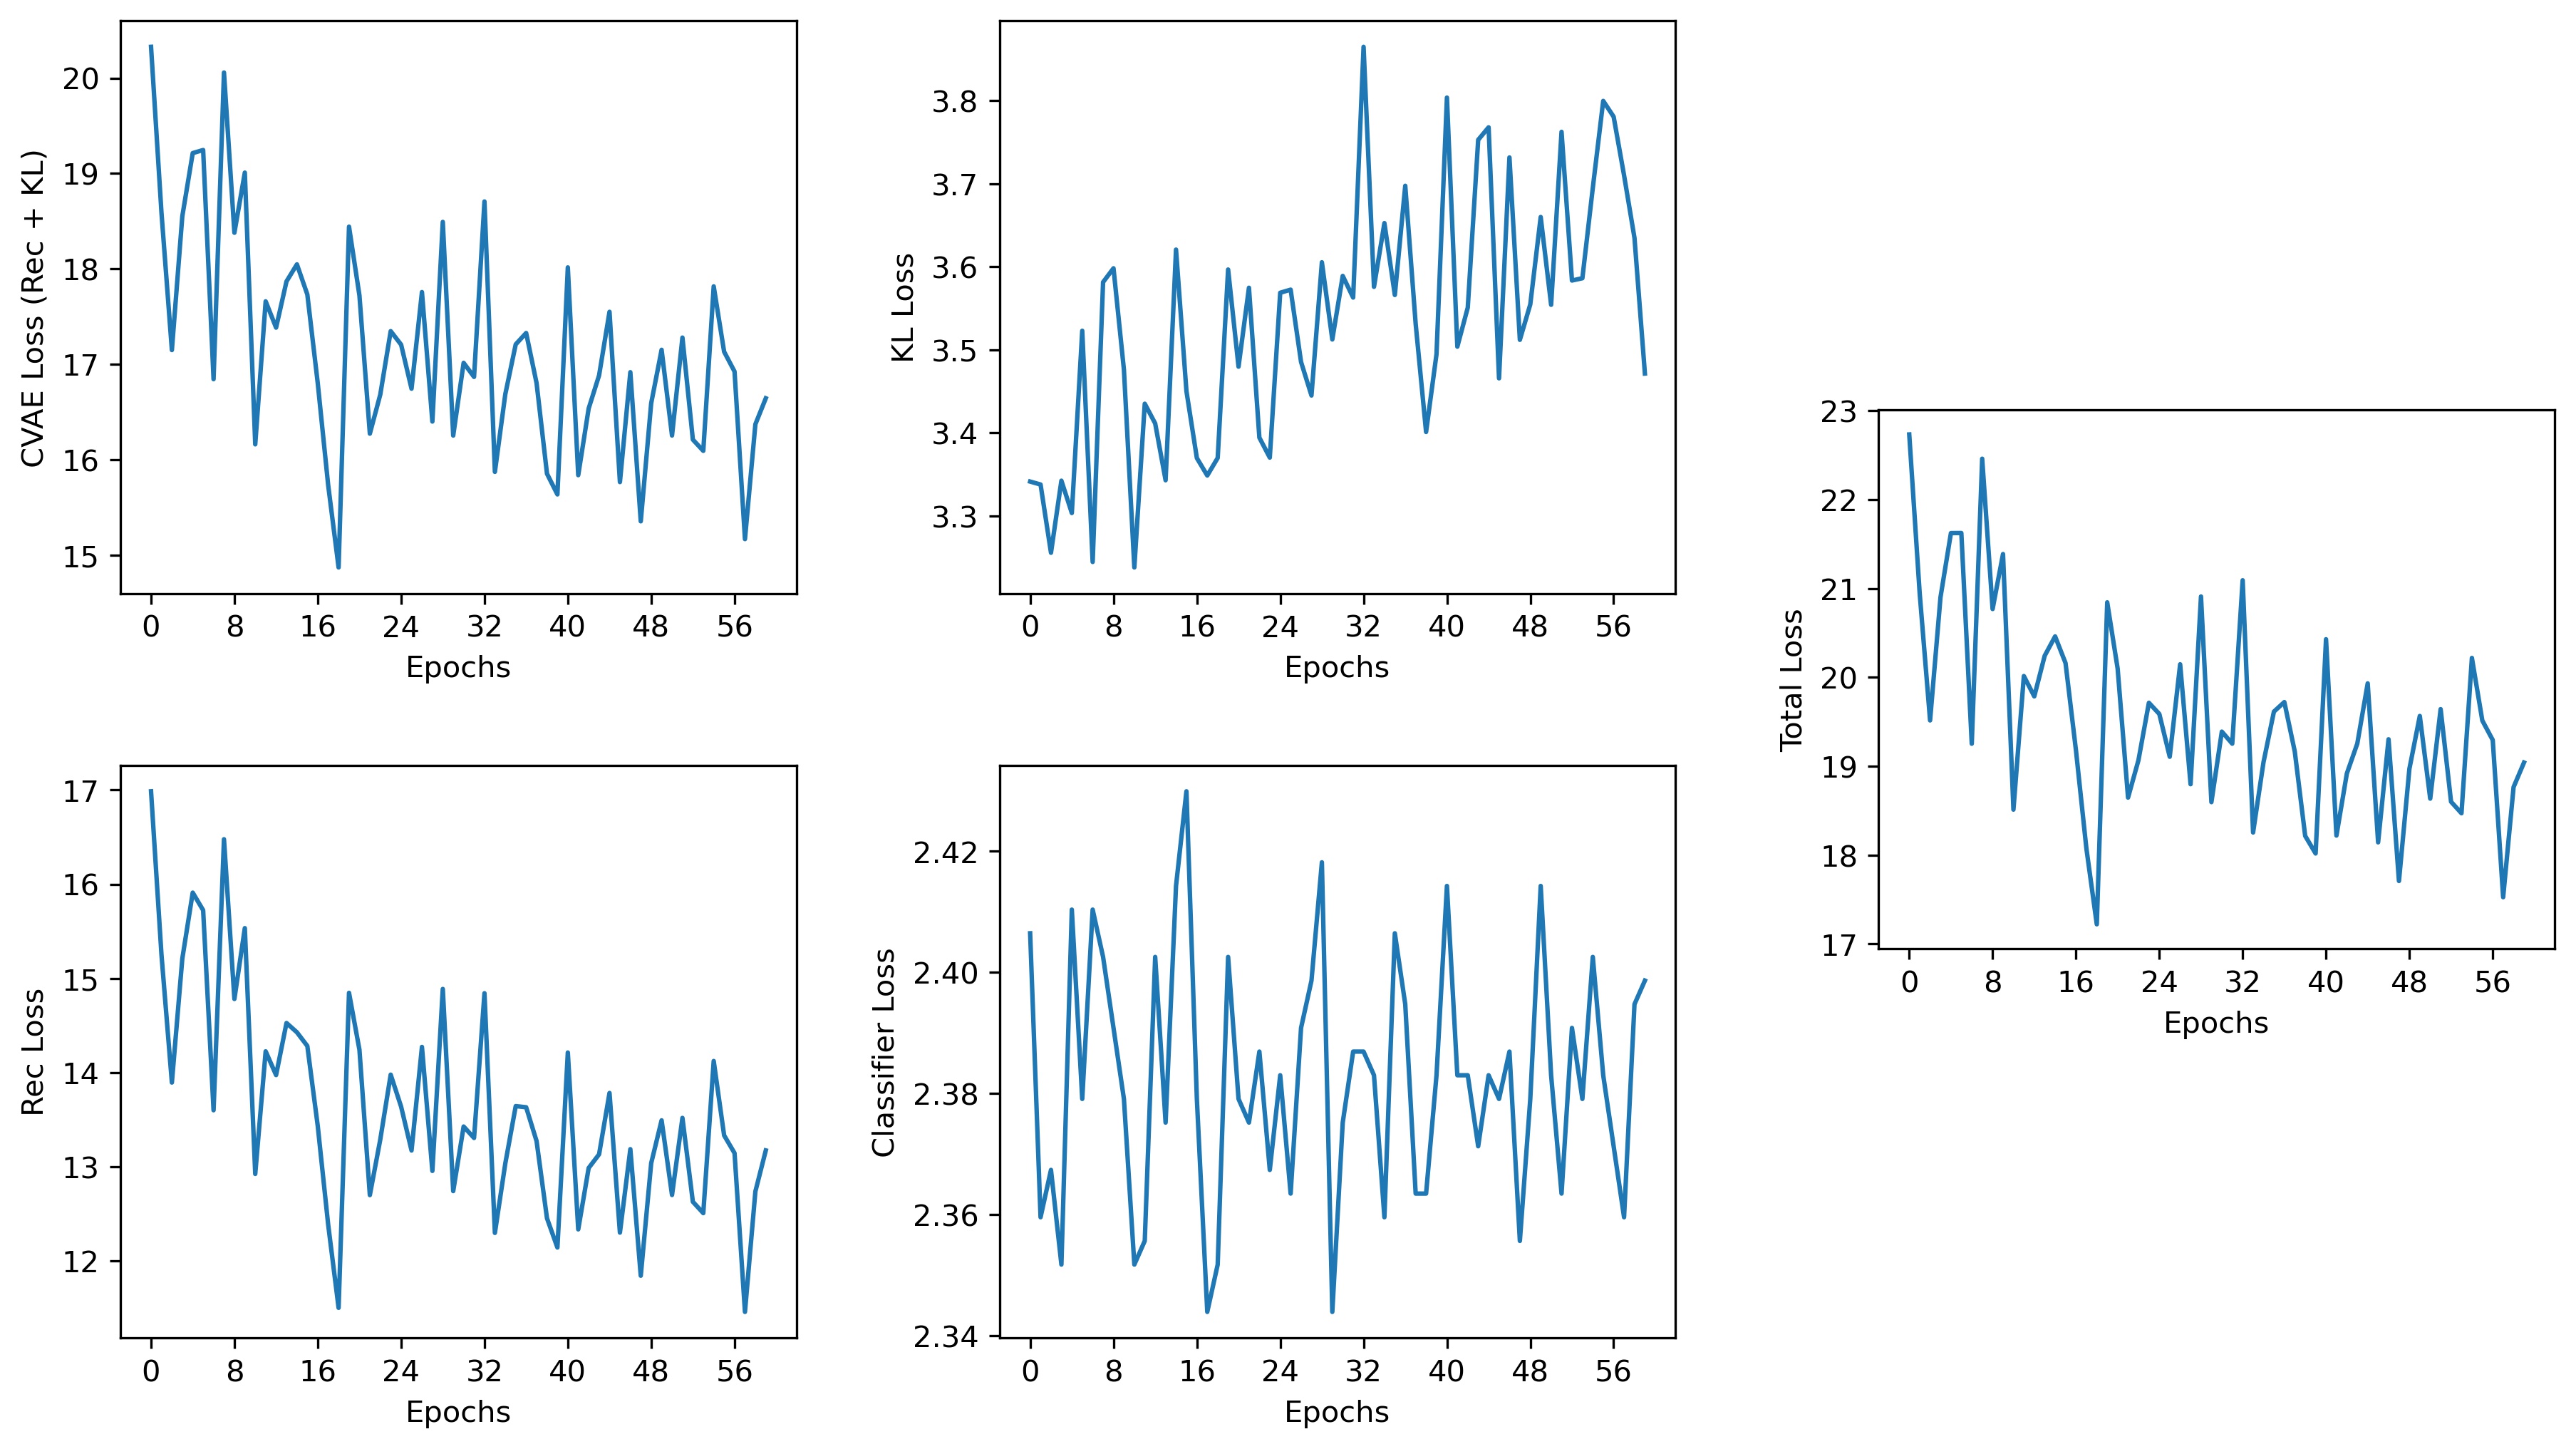 CVAE Loss (Rec + KL)
20
19
18
17
16
15
0 8 16 24 32 40 48 56
Epochs
KL Loss
3.8
3.7
3.6
3.5
3.4
3.3
0 8 16 24 32 40 48 56
Epochs
Total Loss
23
22
21
20
19
18
17
0 8 16 24 32 40 48 56
Epochs
Rec Loss
17
16
15
14
13
12
0 8 16 24 32 40 48 56
Epochs
Classifier Loss
2.42
2.40
2.38
2.36
2.34
0 8 16 24 32 40 48 56
Epochs